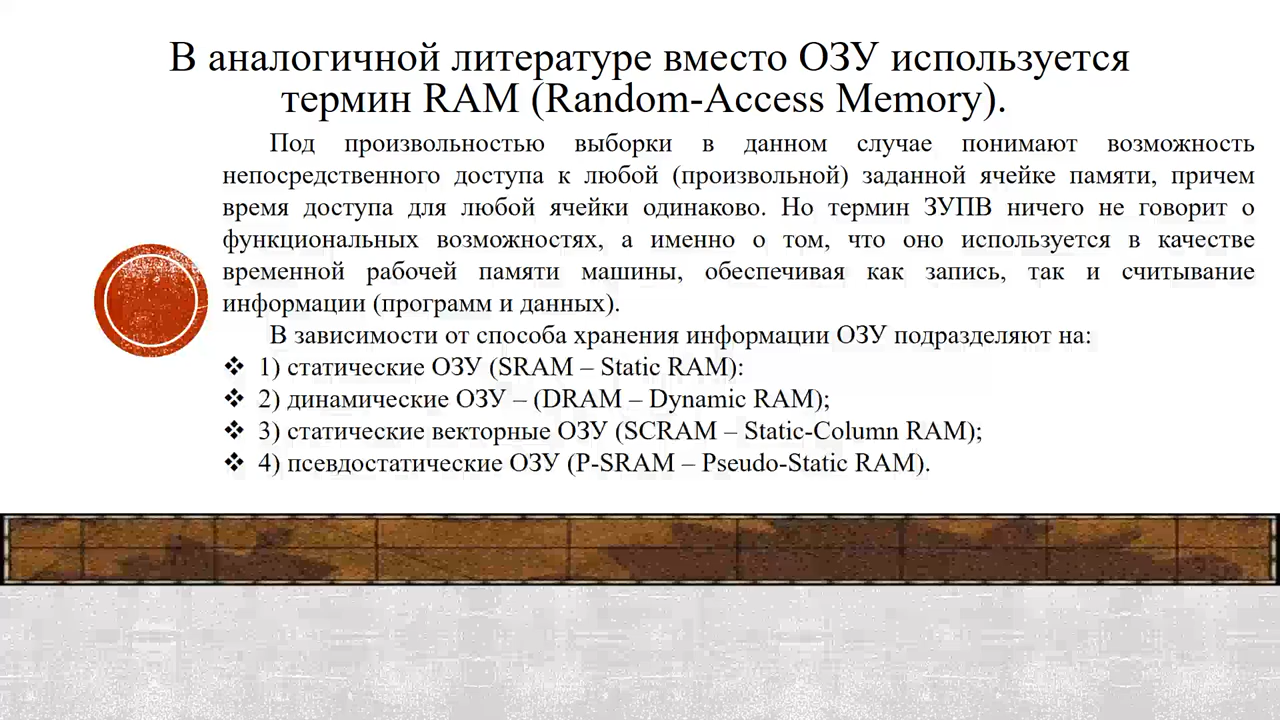 В аналогичной литературе вместо ОЗУ используется
термин RAM (Random-Access Memory).
Под произвольностью выборки в данном случае понимают возможность
непосредственного доступа к любой (произвольной) заданной ячейке памяти, причем
время доступа для любой ячейки одинаково. Но термин ЗУПВ ничего не говорит о
функциональных возможностях, а именно о том, что оно используется в качестве
временной рабочей памяти машины, обеспечивая как запись, так и считывание
информации (программ и данных).
В зависимости от способа хранения информации ОЗУ подразделяют на:
❖ 1) статические ОЗУ (SRAM – Static RAM):
❖ 2) динамические ОЗУ – (DRAM – Dynamic RAM);
❖ 3) статические векторные ОЗУ (SCRAM – Static-Column RAM);
❖ 4) псевдостатические ОЗУ (P-SRAM – Pseudo-Static RAM).